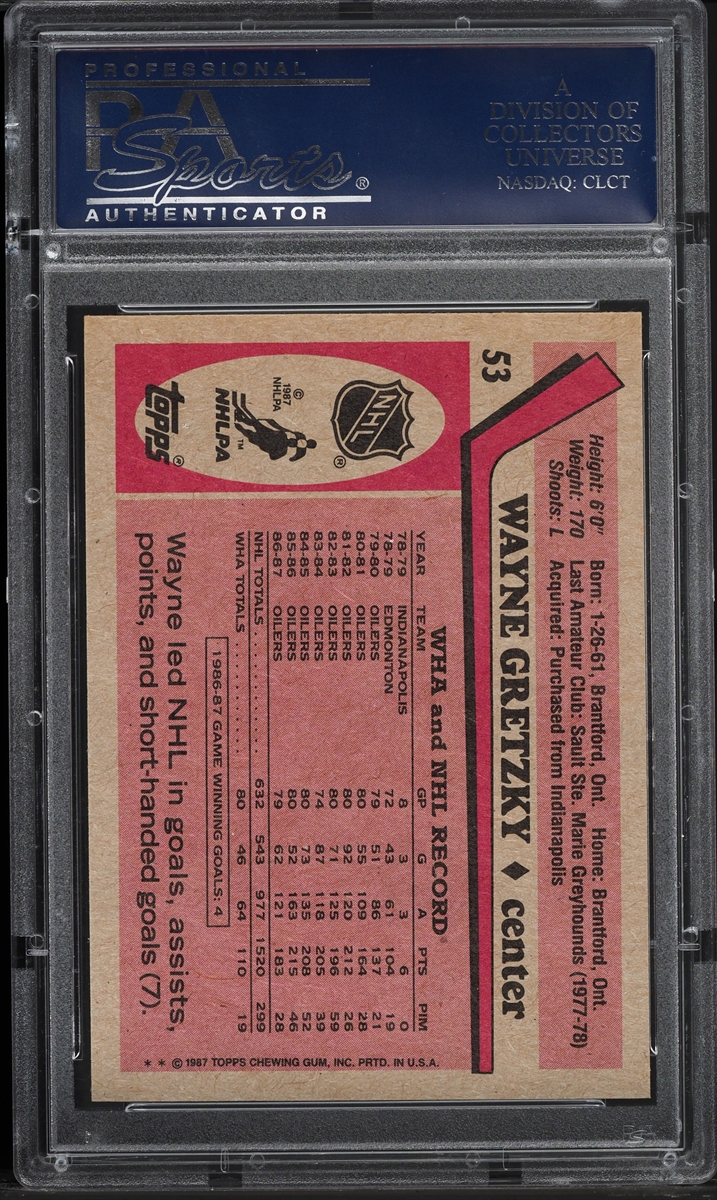 PROFESSIONAL
PSA
Sports®
AUTHENTICATOR
A
DIVISION OF
COLLECTORS
UNIVERSE
NASDAQ: CLCT
53
Height: 6'0" Born: 1-26-61, Brantford, Ont. Home: Brantford, Ont.
Weight: 170 Last Amateur Club: Sault Ste. Marie Greyhounds (1977-78)
Shoots: L Acquired: Purchased from Indianapolis
WAYNE GRETZKY ♦ center
NHL ®
© 1987 NHLPA
NHLPA ™
TOPPS®
WHA and NHL RECORD
YEAR TEAM GP G A PTS PIM
78-79 INDIANAPOLIS 8 3 3 6 0
78-79 EDMONTON 72 43 61 104 19
79-80 OILERS 79 51 86 137 21
80-81 OILERS 80 55 109 164 28
81-82 OILERS 80 92 120 212 26
82-83 OILERS 80 71 125 196 59
83-84 OILERS 74 87 118 205 39
84-85 OILERS 80 73 135 208 52
85-86 OILERS 80 52 163 215 46
86-87 OILERS 79 62 121 183 28
NHL TOTALS . . . . . . . . . . 632 543 977 1520 299
WHA TOTALS . . . . . . . . . . 80 46 64 110 19
1986-87 GAME WINNING GOALS: 4
Wayne led NHL in goals, assists,
points, and short-handed goals (7).
* * © 1987 TOPPS CHEWING GUM, INC. PRTD. IN U.S.A.
PSA